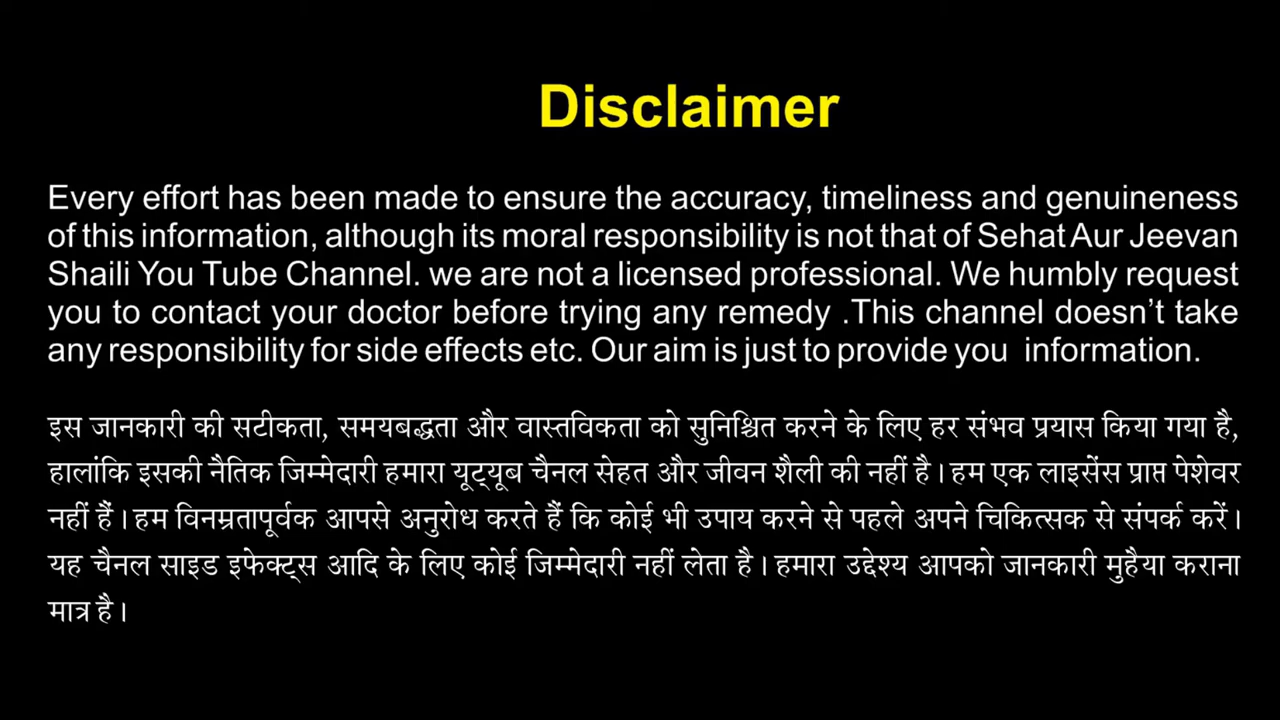 Disclaimer
Every effort has been made to ensure the accuracy, timeliness and genuineness
of this information, although its moral responsibility is not that of Sehat Aur Jeevan
Shaili You Tube Channel. we are not a licensed professional. We humbly request
you to contact your doctor before trying any remedy .This channel doesn’t take
any responsibility for side effects etc. Our aim is just to provide you  information.
इस जानकारी की सटीकता, समयबद्धता और वास्तविकता को सुनिश्चित करने के लिए हर संभव प्रयास किया गया है,
हालांकि इसकी नैतिक जिम्मेदारी हमारा यूट्यूब चैनल सेहत और जीवन शैली की नहीं है। हम एक लाइसेंस प्राप्त पेशेवर
नहीं हैं। हम विनम्रतापूर्वक आपसे अनुरोध करते हैं कि कोई भी उपाय करने से पहले अपने चिकित्सक से संपर्क करें।
यह चैनल साइड इफेक्ट्स आदि के लिए कोई जिम्मेदारी नहीं लेता है। हमारा उद्देश्य आपको जानकारी मुहैया कराना
मात्र है।